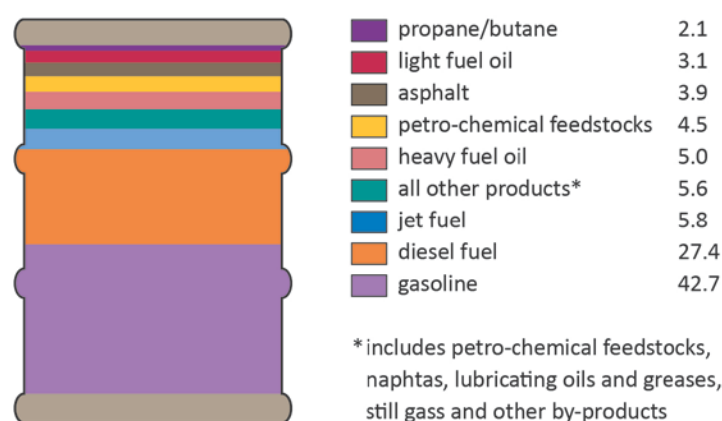 propane/butane 2.1
light fuel oil 3.1
asphalt 3.9
petro-chemical feedstocks 4.5
heavy fuel oil 5.0
all other products* 5.6
jet fuel 5.8
diesel fuel 27.4
gasoline 42.7
*includes petro-chemical feedstocks,
naphtas, lubricating oils and greases,
still gass and other by-products